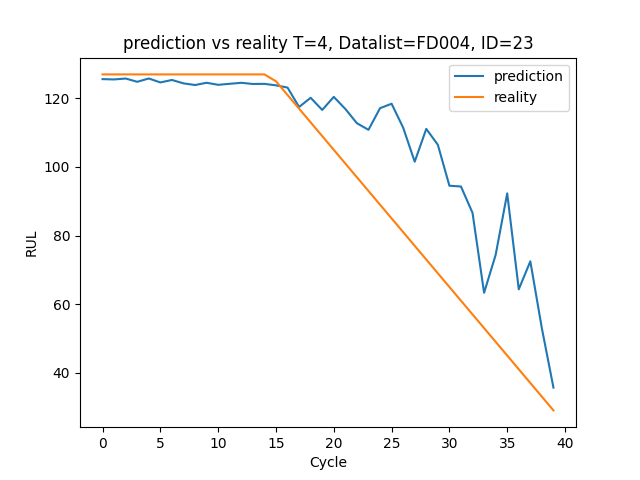 prediction vs reality T=4, Datalist=FD004, ID=23
prediction
reality
120
100
80
60
40
RUL
0 5 10 15 20 25 30 35 40
Cycle